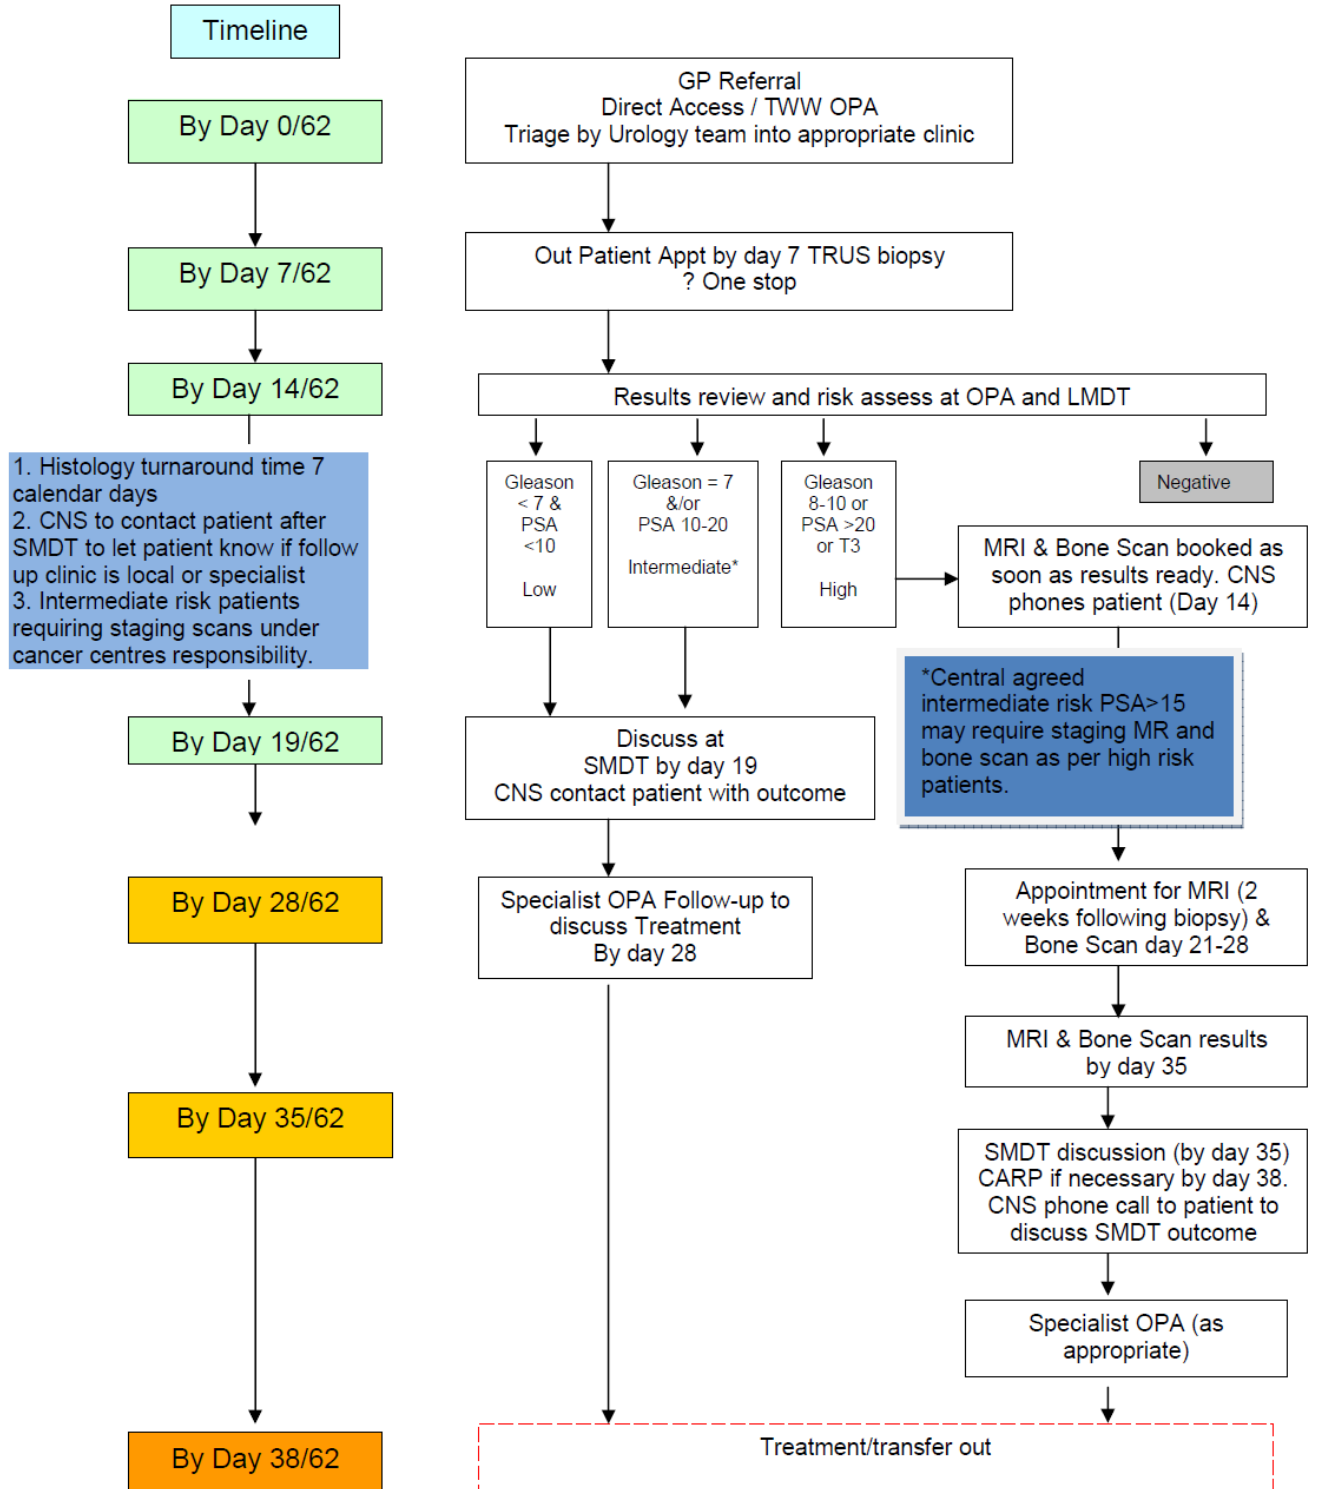 Timeline
By Day 0/62
GP Referral
Direct Access / TWW OPA
Triage by Urology team into appropriate clinic
By Day 7/62
Out Patient Appt by day 7 TRUS biopsy
? One stop
By Day 14/62
Results review and risk assess at OPA and LMDT
1. Histology turnaround time 7
calendar days
2. CNS to contact patient after
SMDT to let patient know if follow
up clinic is local or specialist
3. Intermediate risk patients
requiring staging scans under
cancer centres responsibility.
Gleason
< 7 &
PSA
<10
Low
Gleason = 7
&/or
PSA 10-20
Intermediate*
Gleason
8-10 or
PSA >20
or T3
High
Negative
MRI & Bone Scan booked as
soon as results ready. CNS
phones patient (Day 14)
*Central agreed
intermediate risk PSA>15
may require staging MR and
bone scan as per high risk
patients.
By Day 19/62
Discuss at
SMDT by day 19
CNS contact patient with outcome
By Day 28/62
Specialist OPA Follow-up to
discuss Treatment
By day 28
Appointment for MRI (2
weeks following biopsy) &
Bone Scan day 21-28
MRI & Bone Scan results
by day 35
By Day 35/62
SMDT discussion (by day 35)
CARP if necessary by day 38.
CNS phone call to patient to
discuss SMDT outcome
Specialist OPA (as
appropriate)
By Day 38/62
Treatment/transfer out